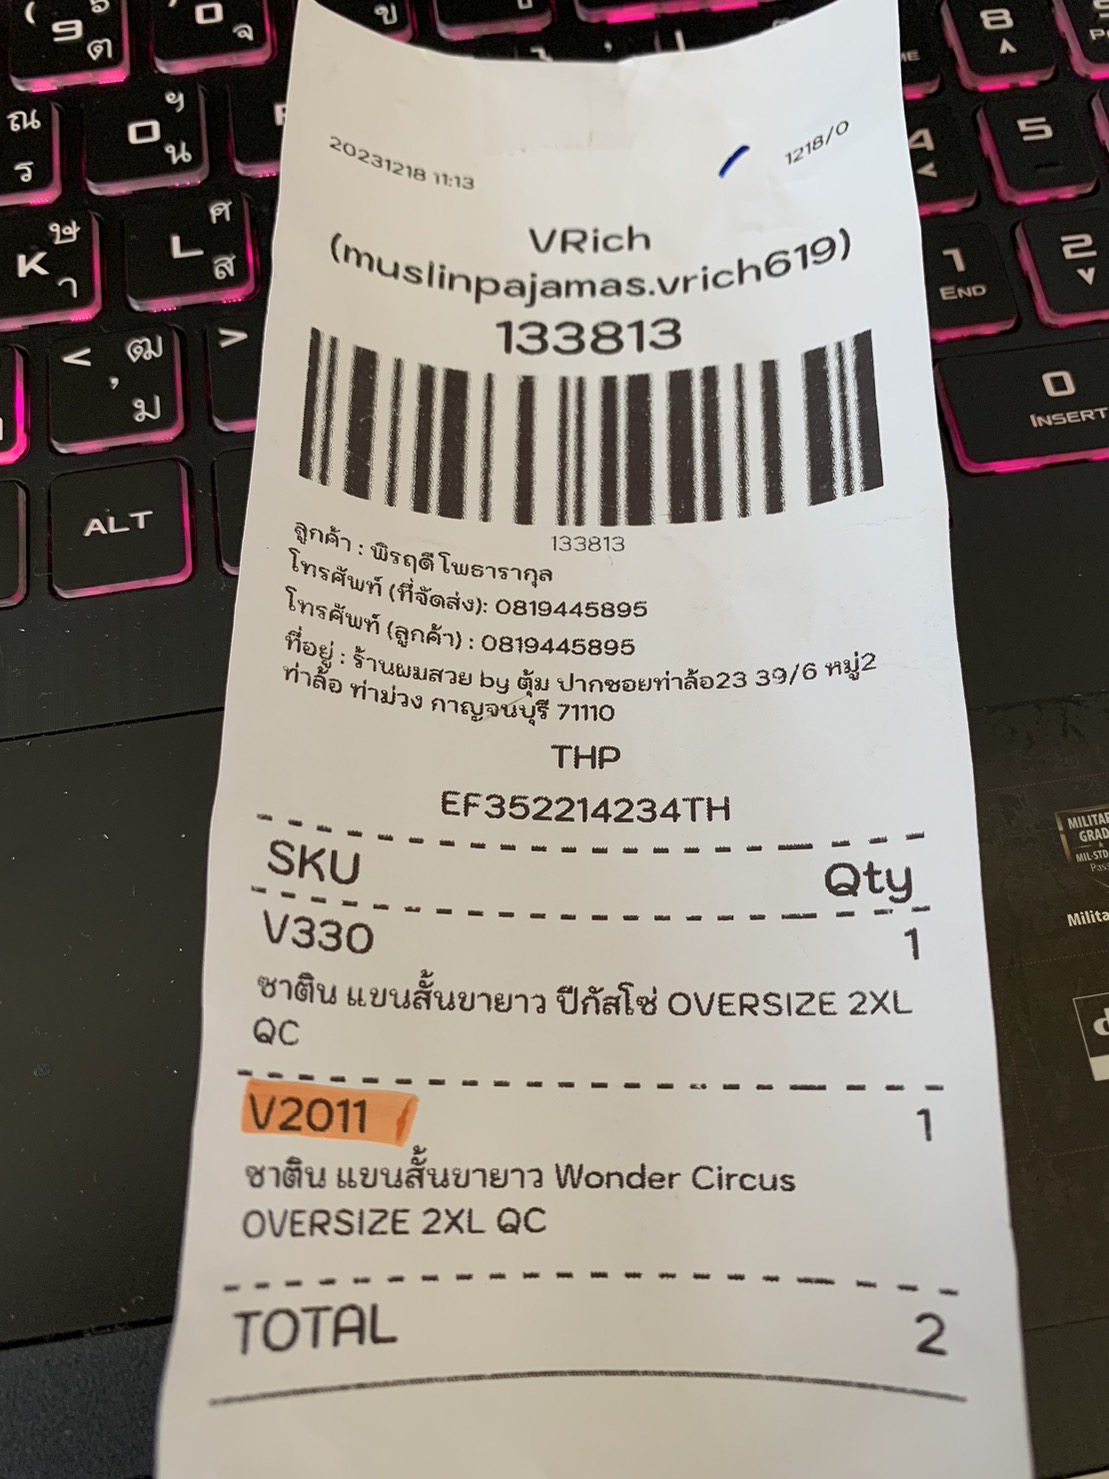 20231218 11:13
1218/0
VRich
(muslinpajamas.vrich619)
133813
133813
ลูกค้า : พิรฤดี โพธารากุล
โทรศัพท์ (ที่จัดส่ง): 0819445895
โทรศัพท์ (ลูกค้า) : 0819445895
ที่อยู่ : ร้านผมสวย by ตุ้ม ปากซอยท่าล้อ23 39/6 หมู่2
ท่าล้อ ท่าม่วง กาญจนบุรี 71110
THP
EF352214234TH
SKU Qty
V330 1
ซาติน แขนสั้นขายาว ปีกัสโซ่ OVERSIZE 2XL
QC
V2011 1
ซาติน แขนสั้นขายาว Wonder Circus
OVERSIZE 2XL QC
TOTAL 2
( 9 ต
จ
ข
8
ณ ร
O ฯ น
4
5
K ษ า
L ศ ส
1 END
2
< ฒ , ม
>
0 INSERT
ALT
MIL-STD